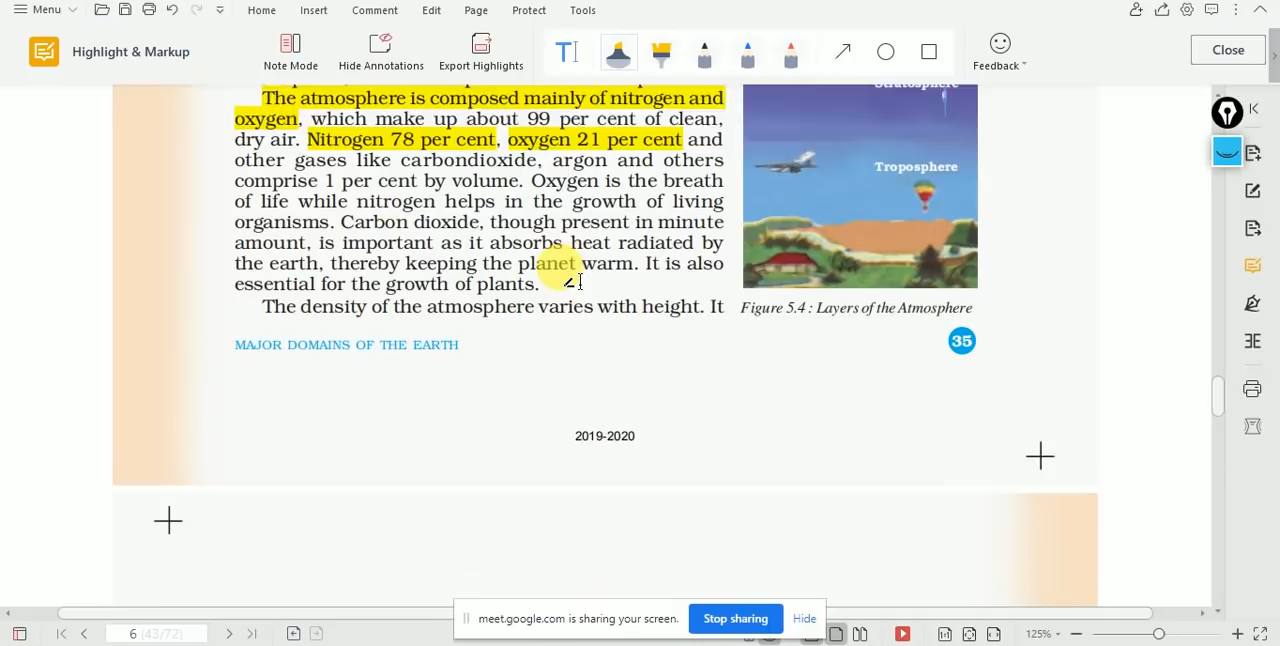 Menu
Home
Insert
Comment
Edit
Page
Protect
Tools
Highlight & Markup
Note Mode
Hide Annotations
Export Highlights
Feedback
Close
The atmosphere is composed mainly of nitrogen and
oxygen, which make up about 99 per cent of clean,
dry air. Nitrogen 78 per cent, oxygen 21 per cent and
other gases like carbondioxide, argon and others
comprise 1 per cent by volume. Oxygen is the breath
of life while nitrogen helps in the growth of living
organisms. Carbon dioxide, though present in minute
amount, is important as it absorbs heat radiated by
the earth, thereby keeping the planet warm. It is also
essential for the growth of plants.
The density of the atmosphere varies with height. It
Stratosphere
Troposphere
Figure 5.4 : Layers of the Atmosphere
MAJOR DOMAINS OF THE EARTH
35
2019-2020
meet.google.com is sharing your screen.
Stop sharing
Hide
6 (43/72)
125%